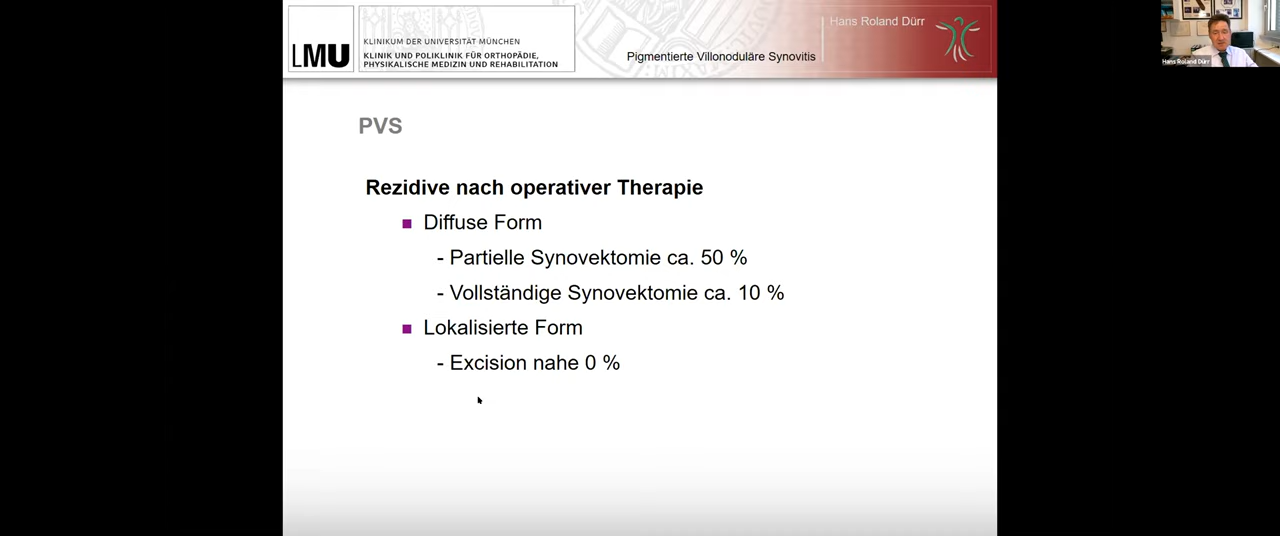 LMU
KLINIKUM DER UNIVERSITÄT MÜNCHEN
KLINIK UND POLIKLINIK FÜR ORTHOPÄDIE,
PHYSIKALISCHE MEDIZIN UND REHABILITATION
Pigmentierte Villonoduläre Synovitis
Hans Roland Dürr
Hans Roland Dürr
PVS
Rezidive nach operativer Therapie
Diffuse Form
- Partielle Synovektomie ca. 50 %
- Vollständige Synovektomie ca. 10 %
Lokalisierte Form
- Excision nahe 0 %